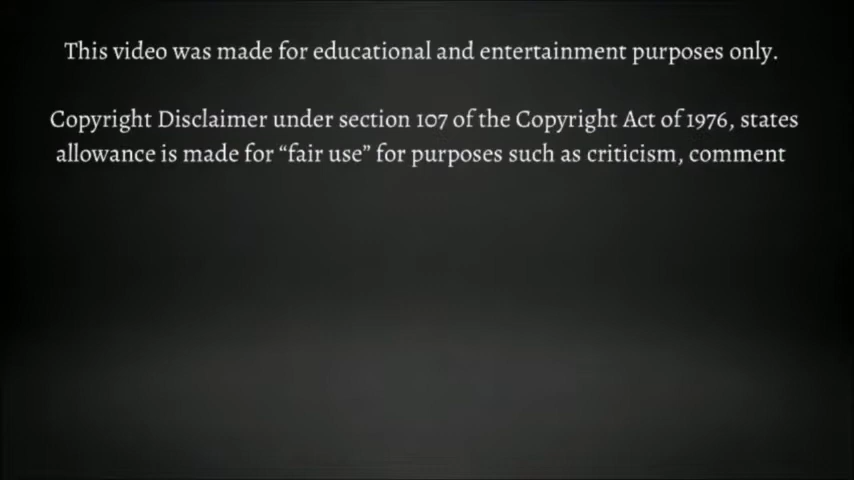 This video was made for educational and entertainment purposes only.
Copyright Disclaimer under section 107 of the Copyright Act of 1976, states
allowance is made for “fair use” for purposes such as criticism, comment